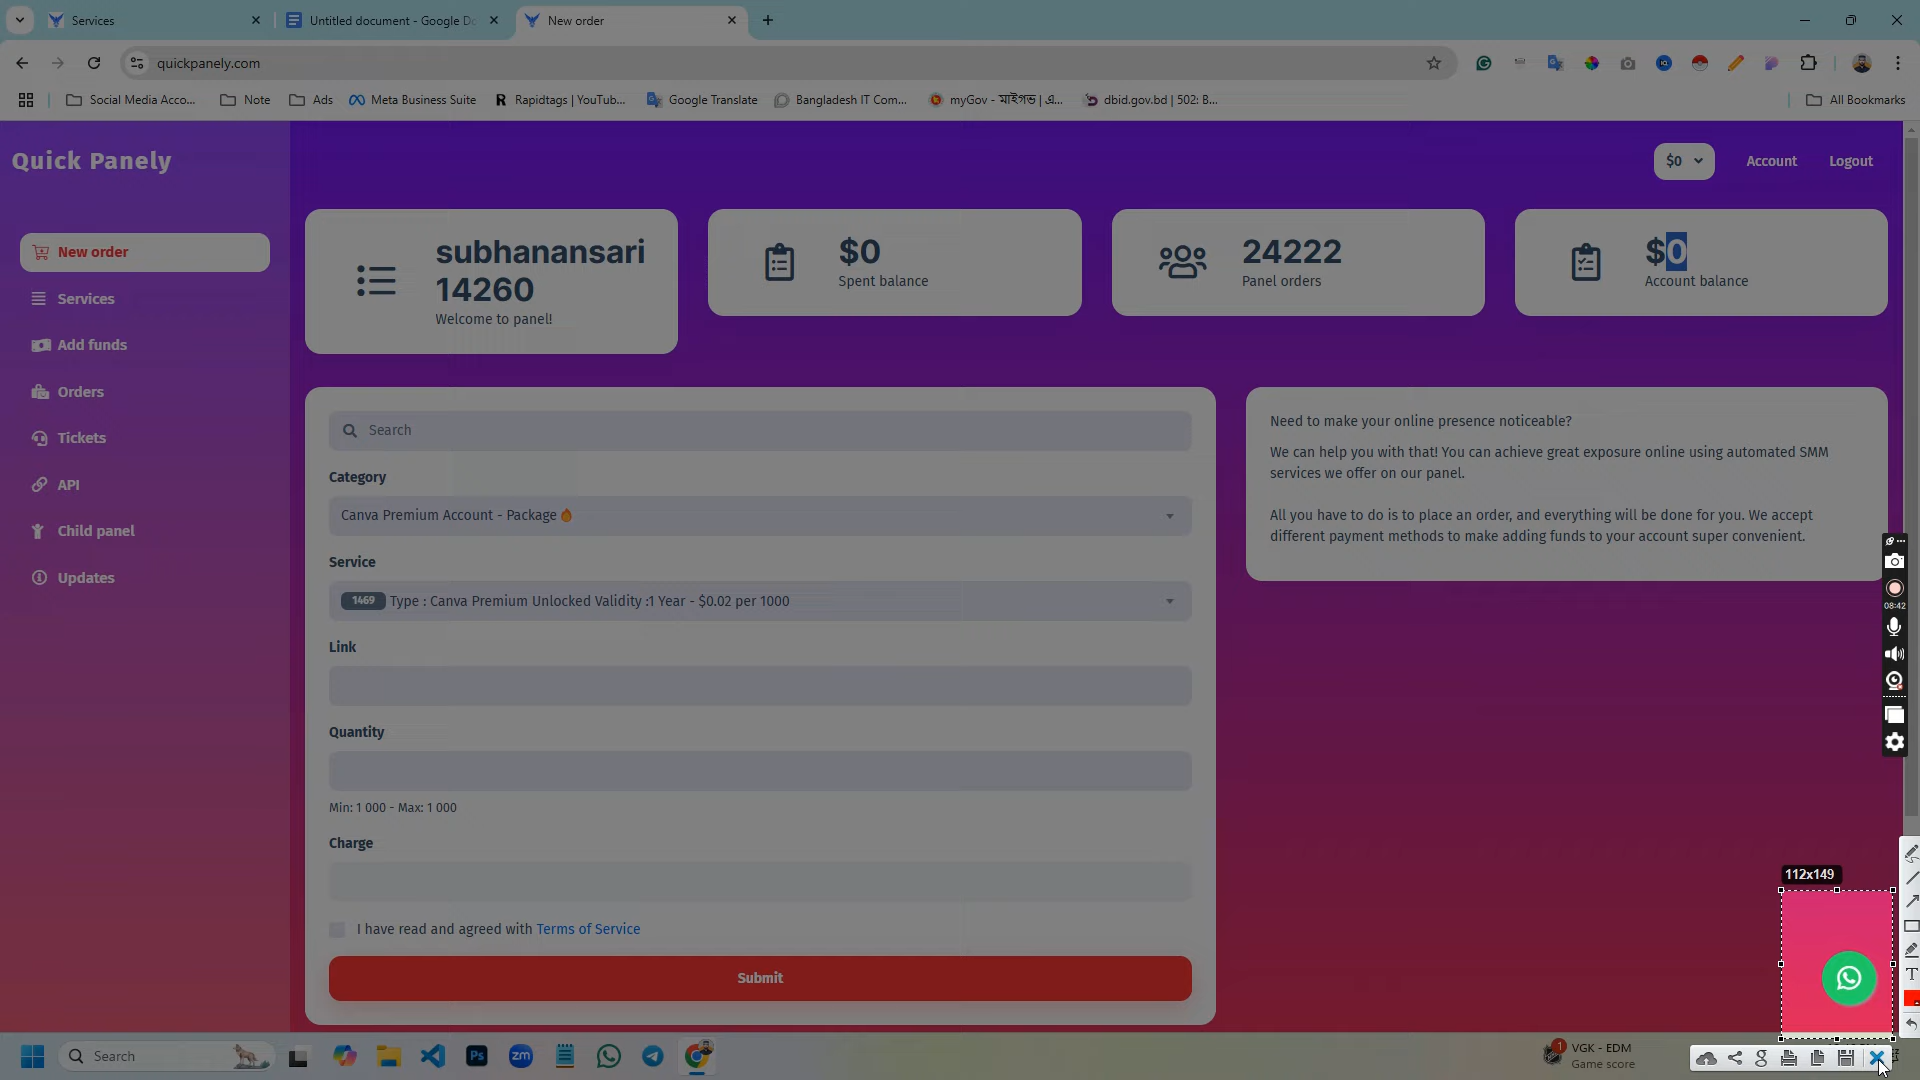 Services
Untitled document - Google Do
New order
quickpanely.com
Social Media Acco...
Note
Ads
Meta Business Suite
Rapidtags | YouTub...
Google Translate
Bangladesh IT Com...
myGov - মাইগভ | এ...
dbid.gov.bd | 502: B...
All Bookmarks
Quick Panely
$0
Account
Logout
New order
Services
Add funds
Orders
Tickets
API
Child panel
Updates
subhanansari
14260
Welcome to panel!
$0
Spent balance
24222
Panel orders
$0
Account balance
Search
Category
Canva Premium Account - Package
Service
1469 Type : Canva Premium Unlocked Validity :1 Year - $0.02 per 1000
Link
Quantity
Min: 1 000 - Max: 1 000
Charge
I have read and agreed with Terms of Service
Submit
Need to make your online presence noticeable?
We can help you with that! You can achieve great exposure online using automated SMM
services we offer on our panel.
All you have to do is to place an order, and everything will be done for you. We accept
different payment methods to make adding funds to your account super convenient.
08:42
112x149
T
Search
Ps
zm
1
VGK - EDM
Game score
g